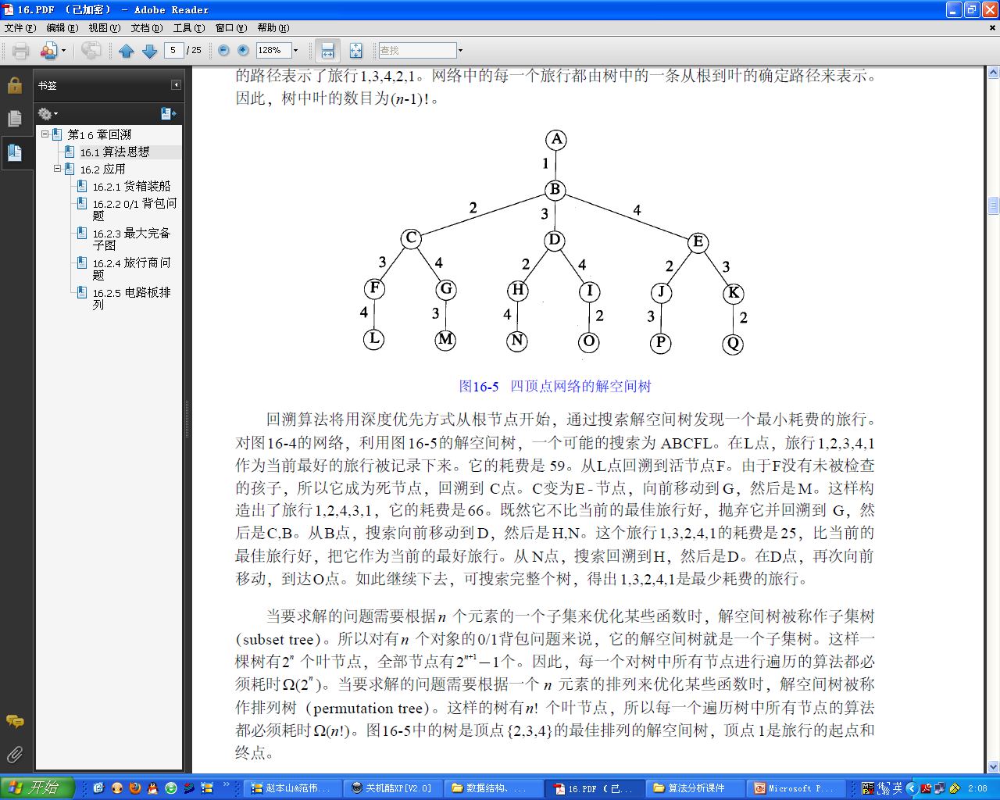 16.PDF （已加密） - Adobe Reader
文件(F) 编辑(E) 视图(V) 文档(D) 工具(T) 窗口(W) 帮助(H)
5 / 25 128% 查找
书签
第1 6 章回溯
16.1 算法思想
16.2 应用
16.2.1 货箱装船
16.2.2 0/1 背包问
题
16.2.3 最大完备
子图
16.2.4 旅行商问
题
16.2.5 电路板排
列
的路径表示了旅行1,3,4,2,1。网络中的每一个旅行都由树中的一条从根到叶的确定路径来表示。
因此，树中叶的数目为(n-1)!。
A
1
B
2 3 4
C D E
3 4 2 4 2 3
F G H I J K
4 3 4 2 3 2
L M N O P Q
图16-5 四顶点网络的解空间树
回溯算法将用深度优先方式从根节点开始，通过搜索解空间树发现一个最小耗费的旅行。
对图16-4的网络，利用图16-5的解空间树，一个可能的搜索为 ABCFL。在L点，旅行1,2,3,4,1
作为当前最好的旅行被记录下来。它的耗费是 59。从L点回溯到活节点F。由于F没有未被检查
的孩子，所以它成为死节点，回溯到 C点。C变为E-节点，向前移动到G，然后是M。这样构
造出了旅行1,2,4,3,1，它的耗费是66。既然它不比当前的最佳旅行好，抛弃它并回溯到 G，然
后是C,B。从B点，搜索向前移动到D，然后是H,N。这个旅行1,3,2,4,1的耗费是25，比当前的
最佳旅行好，把它作为当前的最好旅行。从 N点，搜索回溯到H，然后是D。在D点，再次向前
移动，到达O点。如此继续下去，可搜索完整个树，得出1,3,2,4,1是最少耗费的旅行。
当要求解的问题需要根据n 个元素的一个子集来优化某些函数时，解空间树被称作子集树
(subset tree)。所以对有n 个对象的0/1背包问题来说，它的解空间树就是一个子集树。这样一
棵树有2ⁿ 个叶节点，全部节点有2ⁿ⁺¹－1个。因此，每一个对树中所有节点进行遍历的算法都必
须耗时Ω(2ⁿ)。当要求解的问题需要根据一个 n 元素的排列来优化某些函数时，解空间树被称
作排列树（permutation tree)。这样的树有n! 个叶节点，所以每一个遍历树中所有节点的算法
都必须耗时Ω(n!)。图16-5中的树是顶点{2,3,4}的最佳排列的解空间树，顶点1是旅行的起点和
终点。
开始 赵本山&范伟... 关机酷XP[V2.0] 数据结构、... 16.PDF （已... 算法分析课件 Microsoft P... 英 2:08